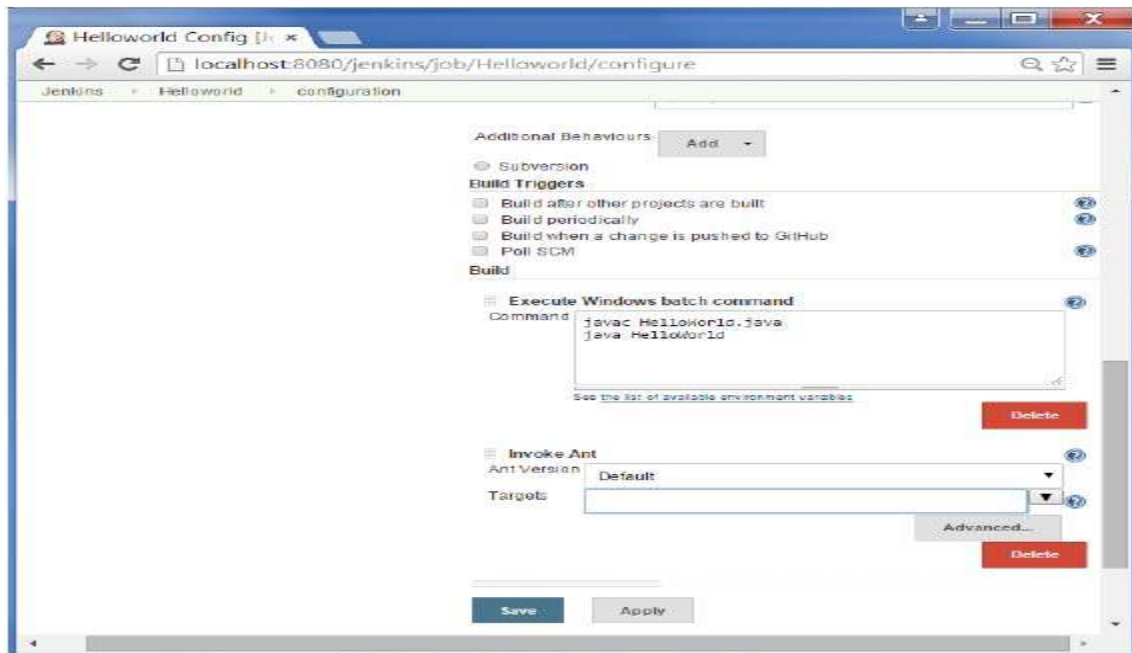 Helloworld Config [Je
localhost:8080/jenkins/job/Helloworld/configure
Jenkins Helloworld configuration
Additional Behaviours Add
Subversion
Build Triggers
Build after other projects are built
Build periodically
Build when a change is pushed to GitHub
Poll SCM
Build
Execute Windows batch command
Command
javac HelloWorld.java
java HelloWorld
See the list of available environment variables
Delete
Invoke Ant
Ant Version Default
Targets
Advanced...
Delete
Save Apply